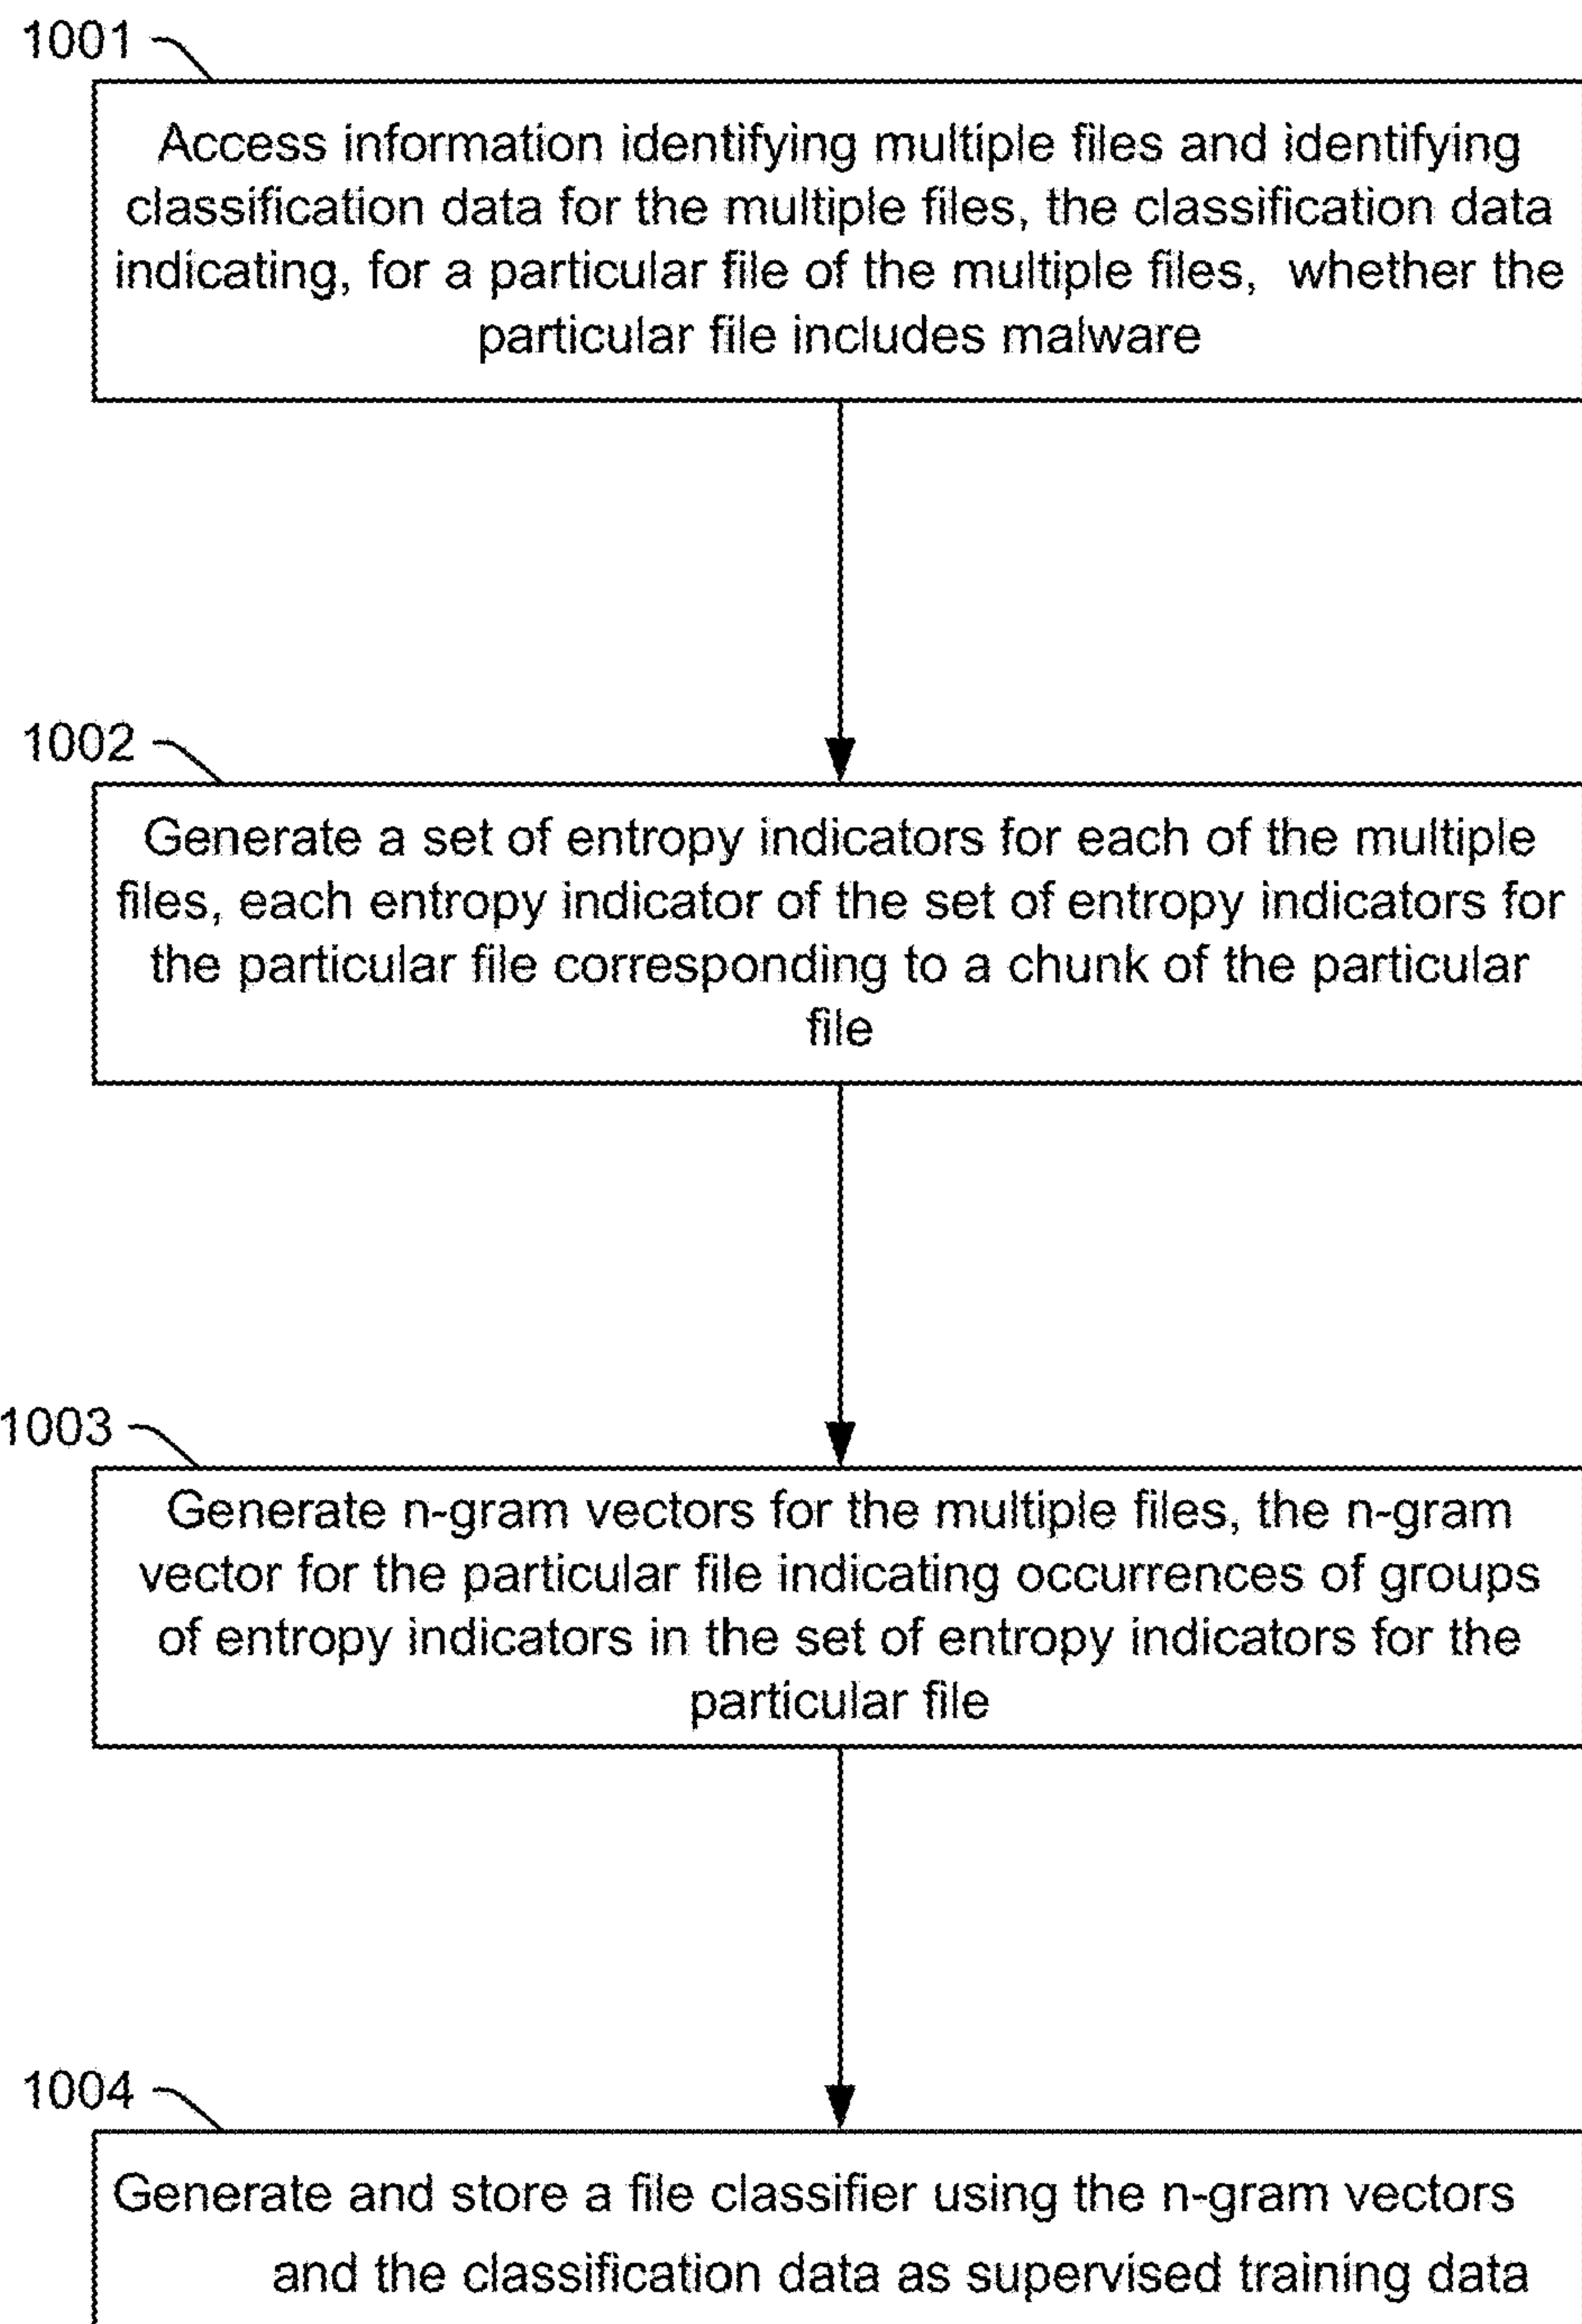 1001
Access information identifying multiple files and identifying
classification data for the multiple files, the classification data
indicating, for a particular file of the multiple files, whether the
particular file includes malware
1002
Generate a set of entropy indicators for each of the multiple
files, each entropy indicator of the set of entropy indicators for
the particular file corresponding to a chunk of the particular
file
1003
Generate n-gram vectors for the multiple files, the n-gram
vector for the particular file indicating occurrences of groups
of entropy indicators in the set of entropy indicators for the
particular file
1004
Generate and store a file classifier using the n-gram vectors
and the classification data as supervised training data